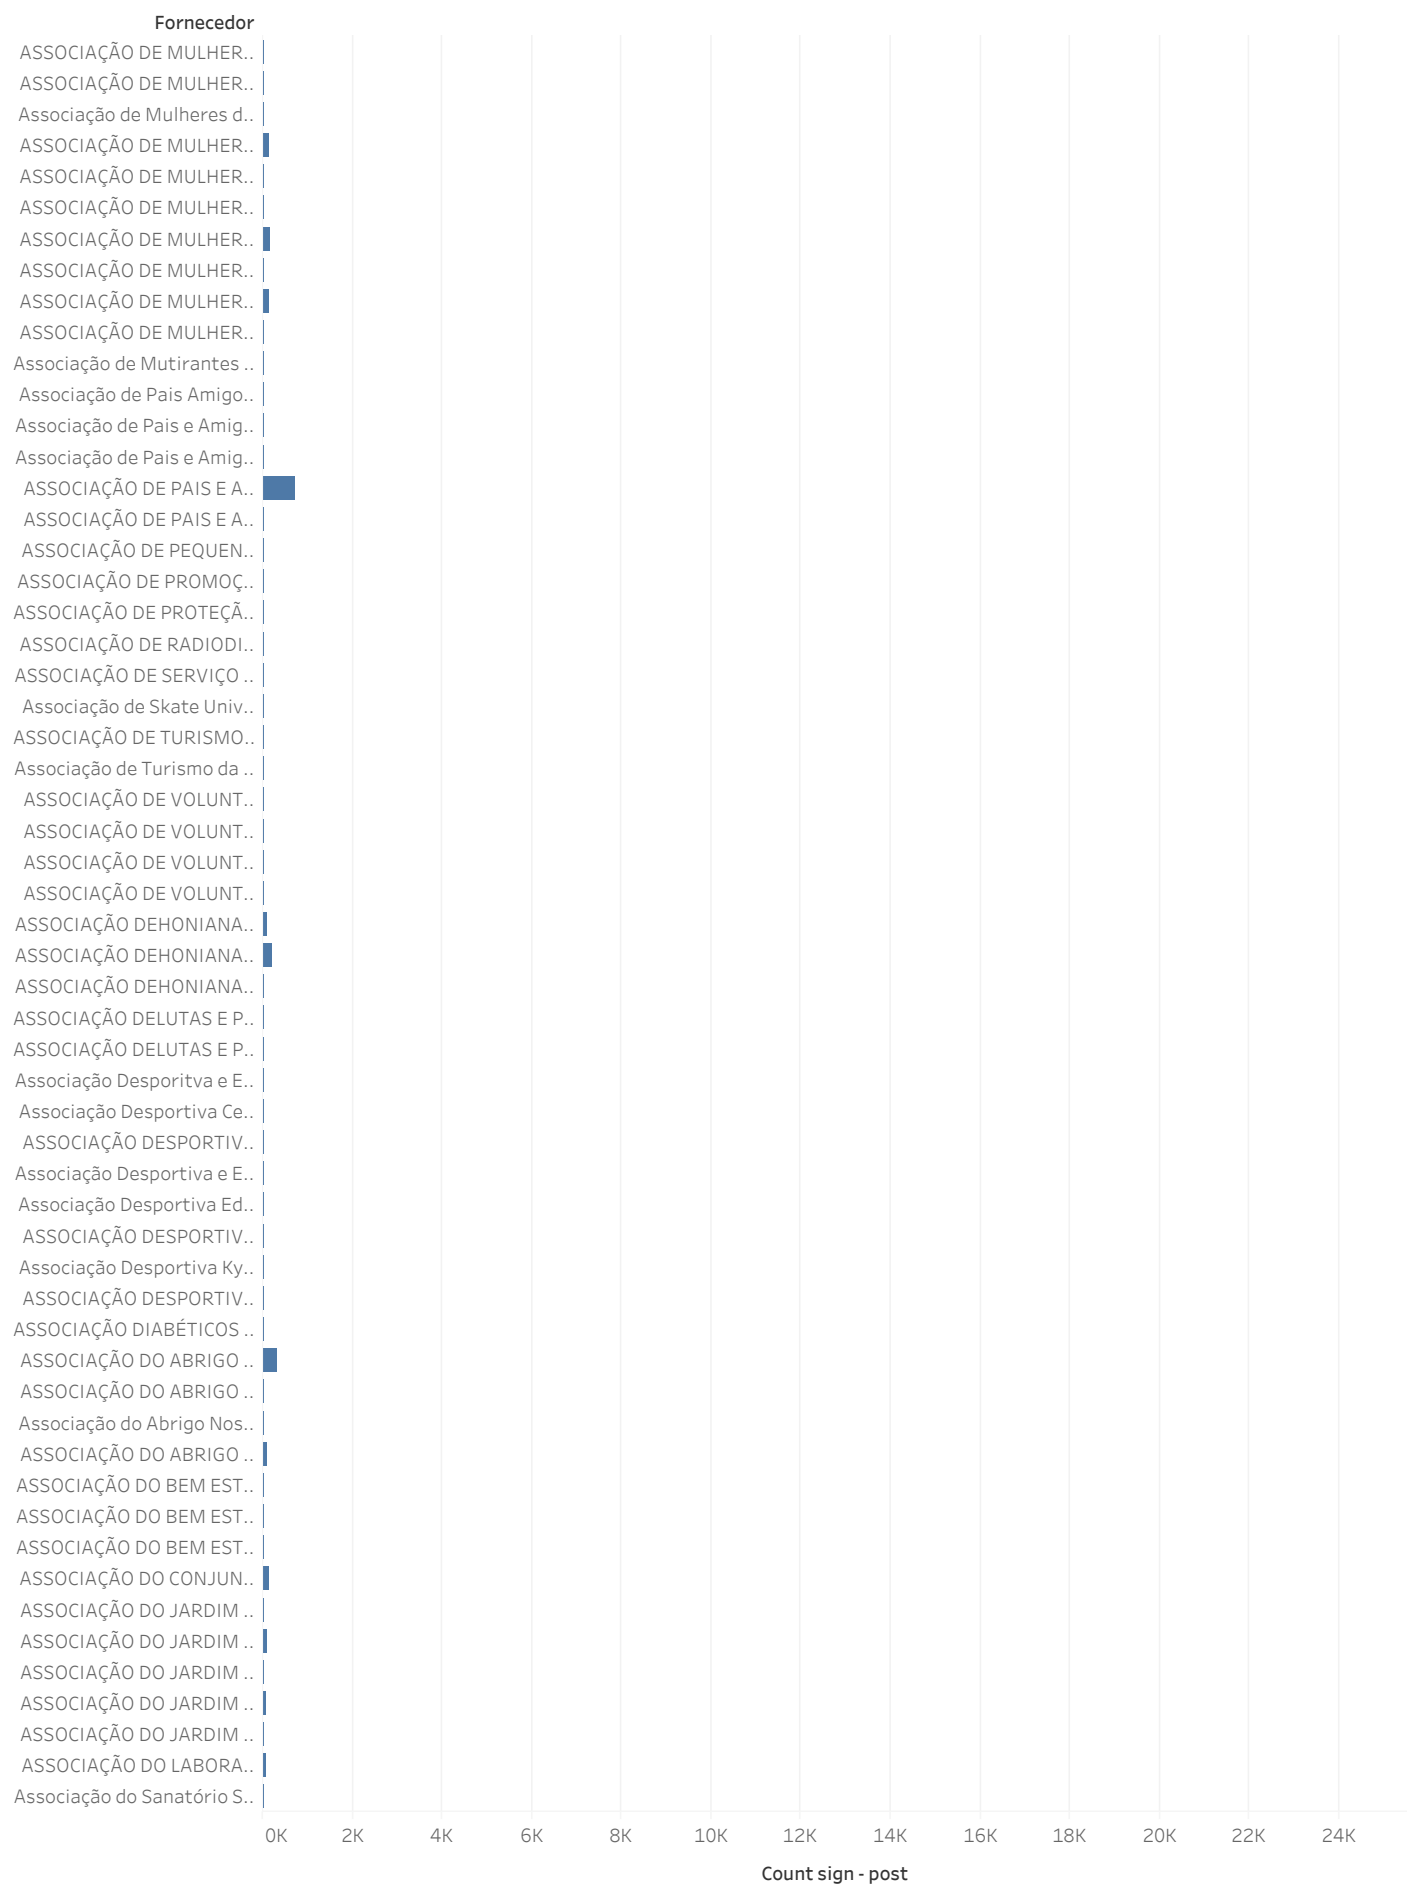 Fornecedor
ASSOCIAÇÃO DE MULHER..
ASSOCIAÇÃO DE MULHER..
Associação de Mulheres d..
ASSOCIAÇÃO DE MULHER..
ASSOCIAÇÃO DE MULHER..
ASSOCIAÇÃO DE MULHER..
ASSOCIAÇÃO DE MULHER..
ASSOCIAÇÃO DE MULHER..
ASSOCIAÇÃO DE MULHER..
ASSOCIAÇÃO DE MULHER..
Associação de Mutirantes ..
Associação de Pais Amigo..
Associação de Pais e Amig..
Associação de Pais e Amig..
ASSOCIAÇÃO DE PAIS E A..
ASSOCIAÇÃO DE PAIS E A..
ASSOCIAÇÃO DE PEQUEN..
ASSOCIAÇÃO DE PROMOÇ..
ASSOCIAÇÃO DE PROTEÇÃ..
ASSOCIAÇÃO DE RADIODI..
ASSOCIAÇÃO DE SERVIÇO ..
Associação de Skate Univ..
ASSOCIAÇÃO DE TURISMO..
Associação de Turismo da ..
ASSOCIAÇÃO DE VOLUNT..
ASSOCIAÇÃO DE VOLUNT..
ASSOCIAÇÃO DE VOLUNT..
ASSOCIAÇÃO DE VOLUNT..
ASSOCIAÇÃO DEHONIANA..
ASSOCIAÇÃO DEHONIANA..
ASSOCIAÇÃO DEHONIANA..
ASSOCIAÇÃO DELUTAS E P..
ASSOCIAÇÃO DELUTAS E P..
Associação Desporitva e E..
Associação Desportiva Ce..
ASSOCIAÇÃO DESPORTIV..
Associação Desportiva e E..
Associação Desportiva Ed..
ASSOCIAÇÃO DESPORTIV..
Associação Desportiva Ky..
ASSOCIAÇÃO DESPORTIV..
ASSOCIAÇÃO DIABÉTICOS ..
ASSOCIAÇÃO DO ABRIGO ..
ASSOCIAÇÃO DO ABRIGO ..
Associação do Abrigo Nos..
ASSOCIAÇÃO DO ABRIGO ..
ASSOCIAÇÃO DO BEM EST..
ASSOCIAÇÃO DO BEM EST..
ASSOCIAÇÃO DO BEM EST..
ASSOCIAÇÃO DO CONJUN..
ASSOCIAÇÃO DO JARDIM ..
ASSOCIAÇÃO DO JARDIM ..
ASSOCIAÇÃO DO JARDIM ..
ASSOCIAÇÃO DO JARDIM ..
ASSOCIAÇÃO DO JARDIM ..
ASSOCIAÇÃO DO LABORA..
Associação do Sanatório S..
0K 2K 4K 6K 8K 10K 12K 14K 16K 18K 20K 22K 24K
Count sign - post